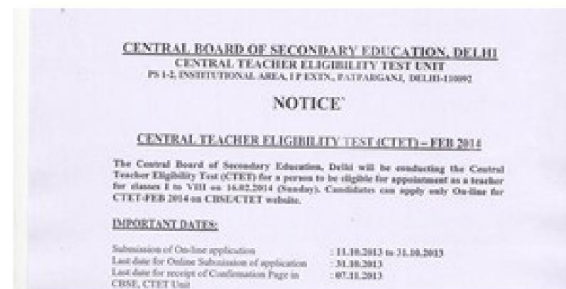 CENTRAL BOARD OF SECONDARY EDUCATION, DELHI
CENTRAL TEACHER ELIGIBILITY TEST UNIT
PS 1-2, INSTITUTIONAL AREA, I P EXTN., PATPARGANJ, DELHI-110092
NOTICE
CENTRAL TEACHER ELIGIBILITY TEST (CTET) – FEB 2014
The Central Board of Secondary Education, Delhi will be conducting the Central
Teacher Eligibility Test (CTET) for a person to be eligible for appointment as a teacher
for classes I to VIII on 16.02.2014 (Sunday). Candidates can apply only On-line for
CTET-FEB 2014 on CBSE/CTET website.
IMPORTANT DATES:
Submission of On-line application : 11.10.2013 to 31.10.2013
Last date for Online Submission of application : 31.10.2013
Last date for receipt of Confirmation Page in : 07.11.2013
CBSE, CTET Unit